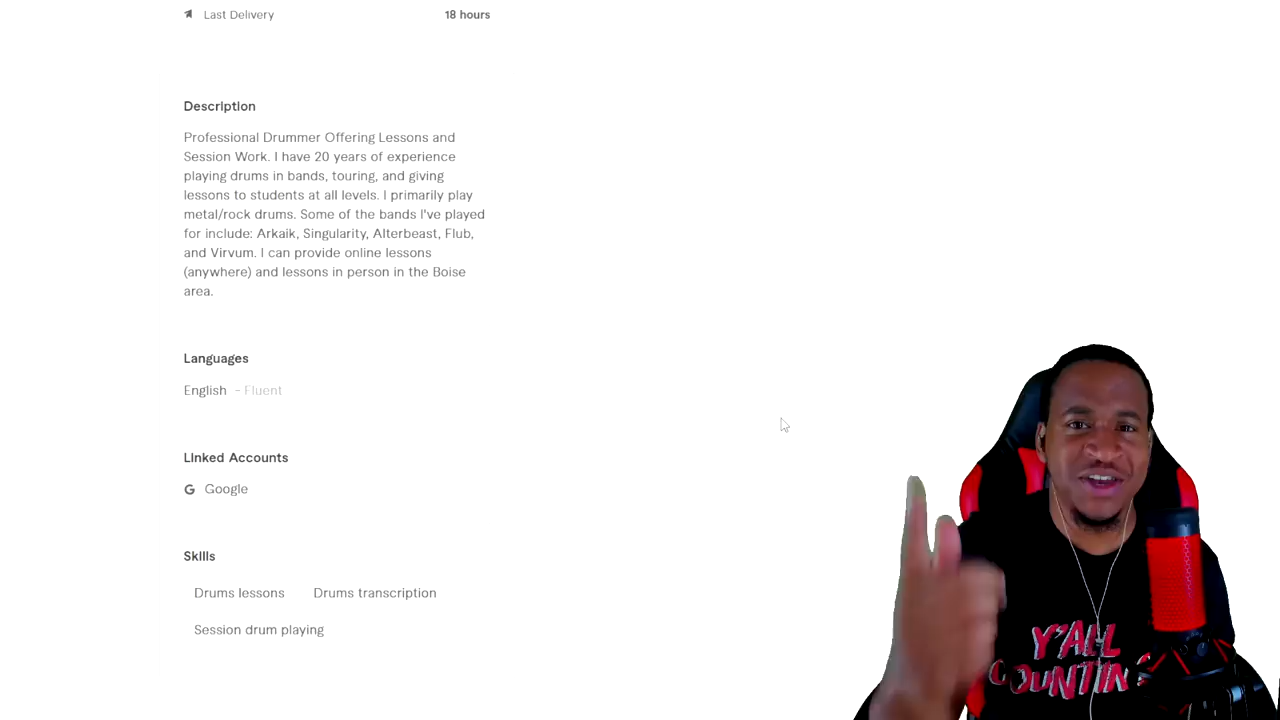 Last Delivery 18 hours
Description
Professional Drummer Offering Lessons and
Session Work. I have 20 years of experience
playing drums in bands, touring, and giving
lessons to students at all levels. I primarily play
metal/rock drums. Some of the bands I've played
for include: Arkaik, Singularity, Alterbeast, Flub,
and Virvum. I can provide online lessons
(anywhere) and lessons in person in the Boise
area.
Languages
English - Fluent
Linked Accounts
Google
Skills
Drums lessons Drums transcription
Session drum playing
Y'ALL
COUNTIN